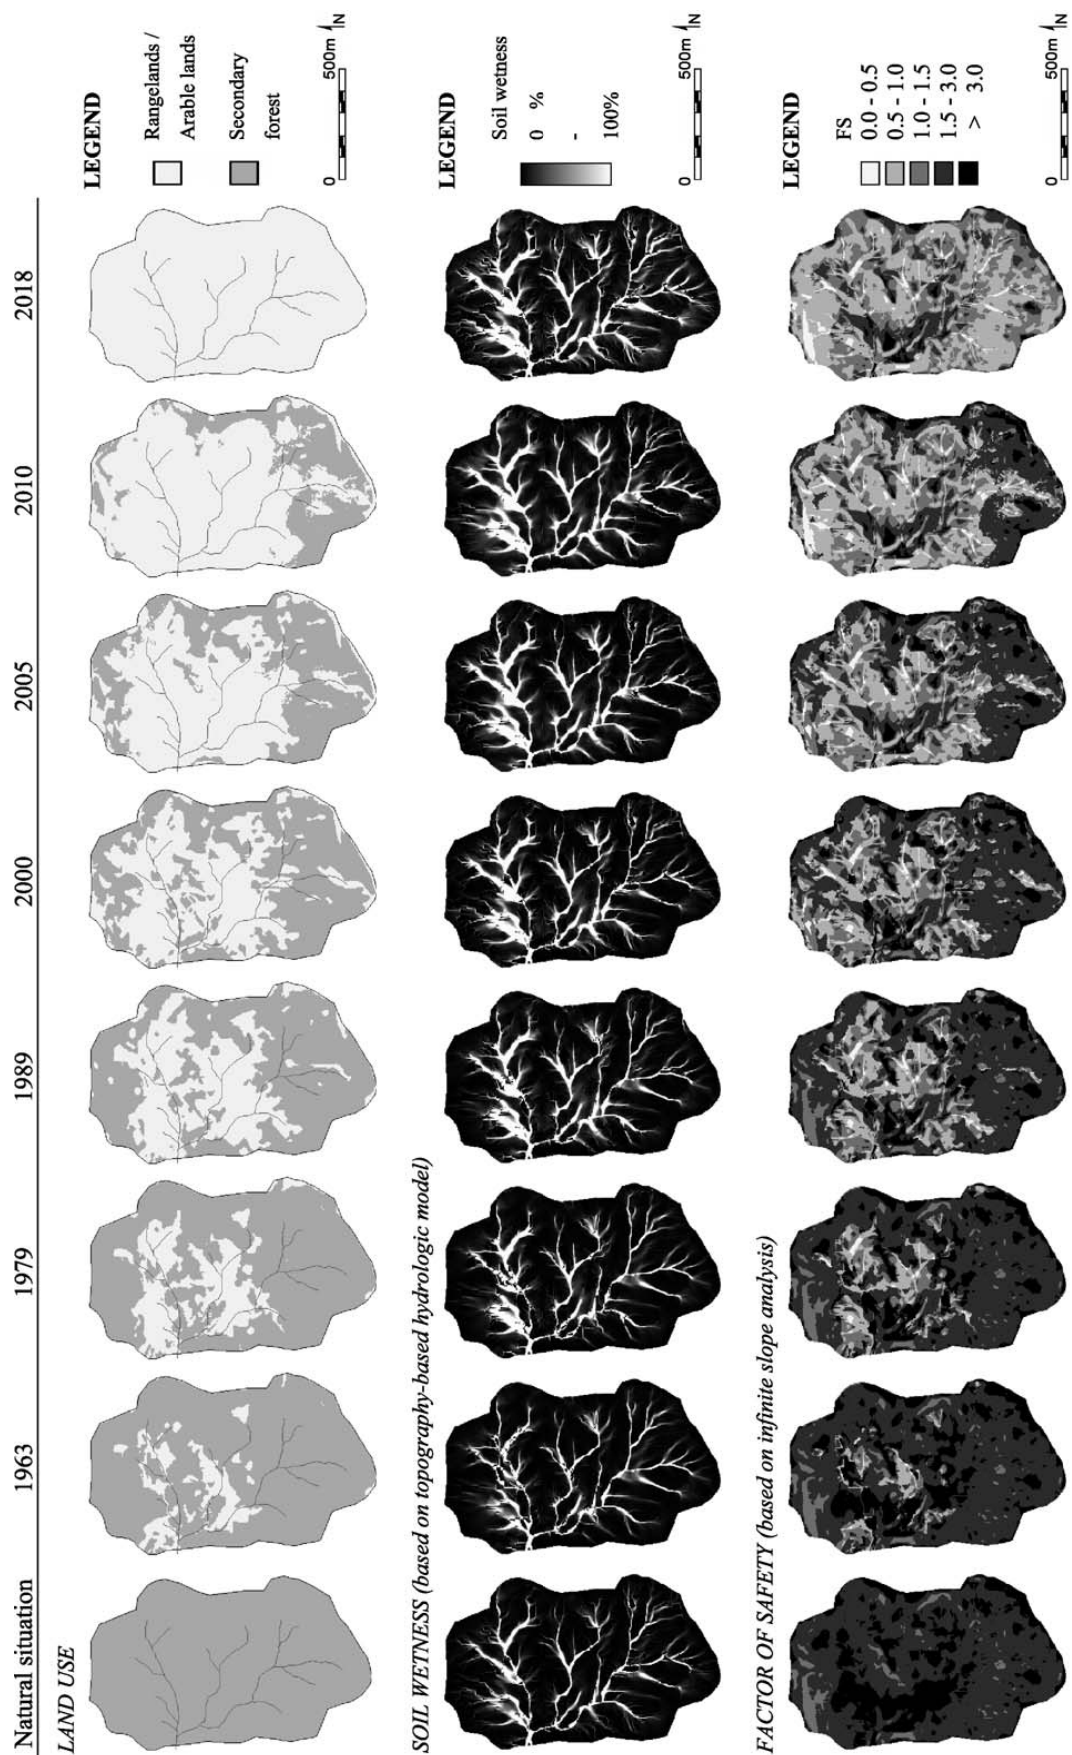 Natural situation 1963 1979 1989 2000 2005 2010 2018
LAND USE
LEGEND
Rangelands /
Arable lands
Secondary
forest
0 500m N
SOIL WETNESS (based on topography-based hydrologic model)
LEGEND
Soil wetness
0 %
-
100%
0 500m N
FACTOR OF SAFETY (based on infinite slope analysis)
LEGEND
FS
0.0 - 0.5
0.5 - 1.0
1.0 - 1.5
1.5 - 3.0
> 3.0
0 500m N